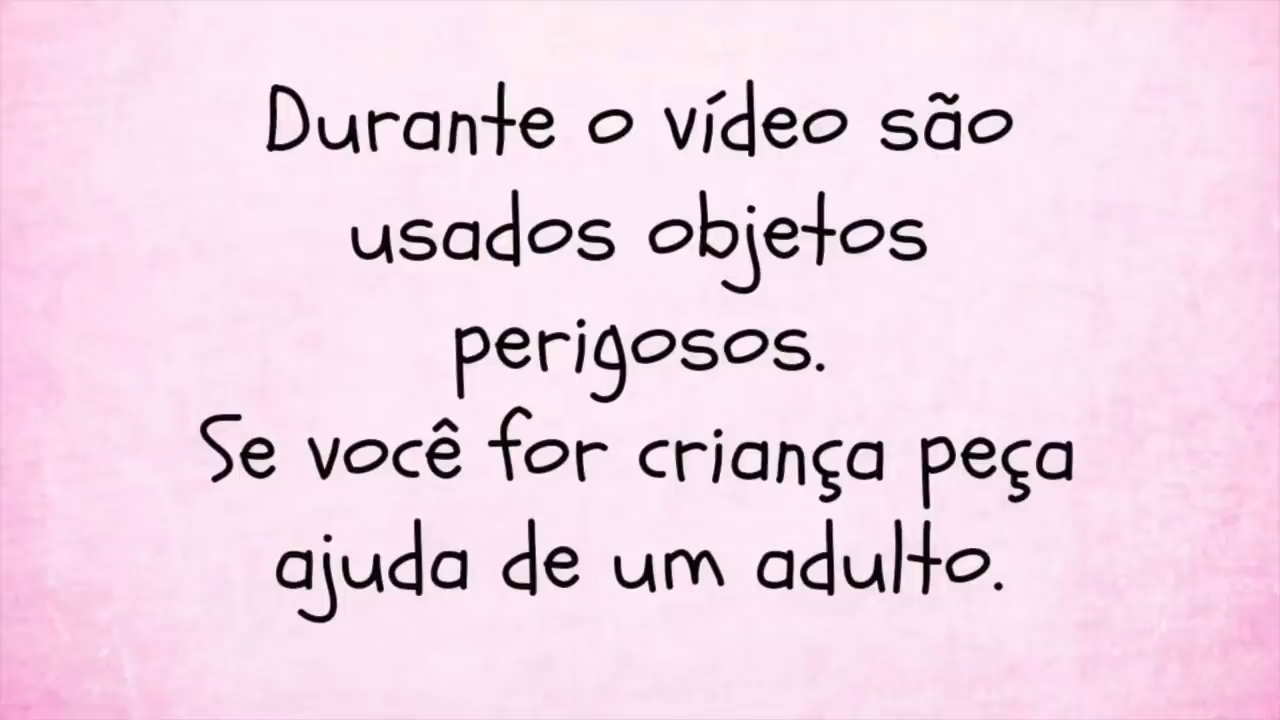 Durante o vídeo são
usados objetos
perigosos.
Se você for criança peça
ajuda de um adulto.